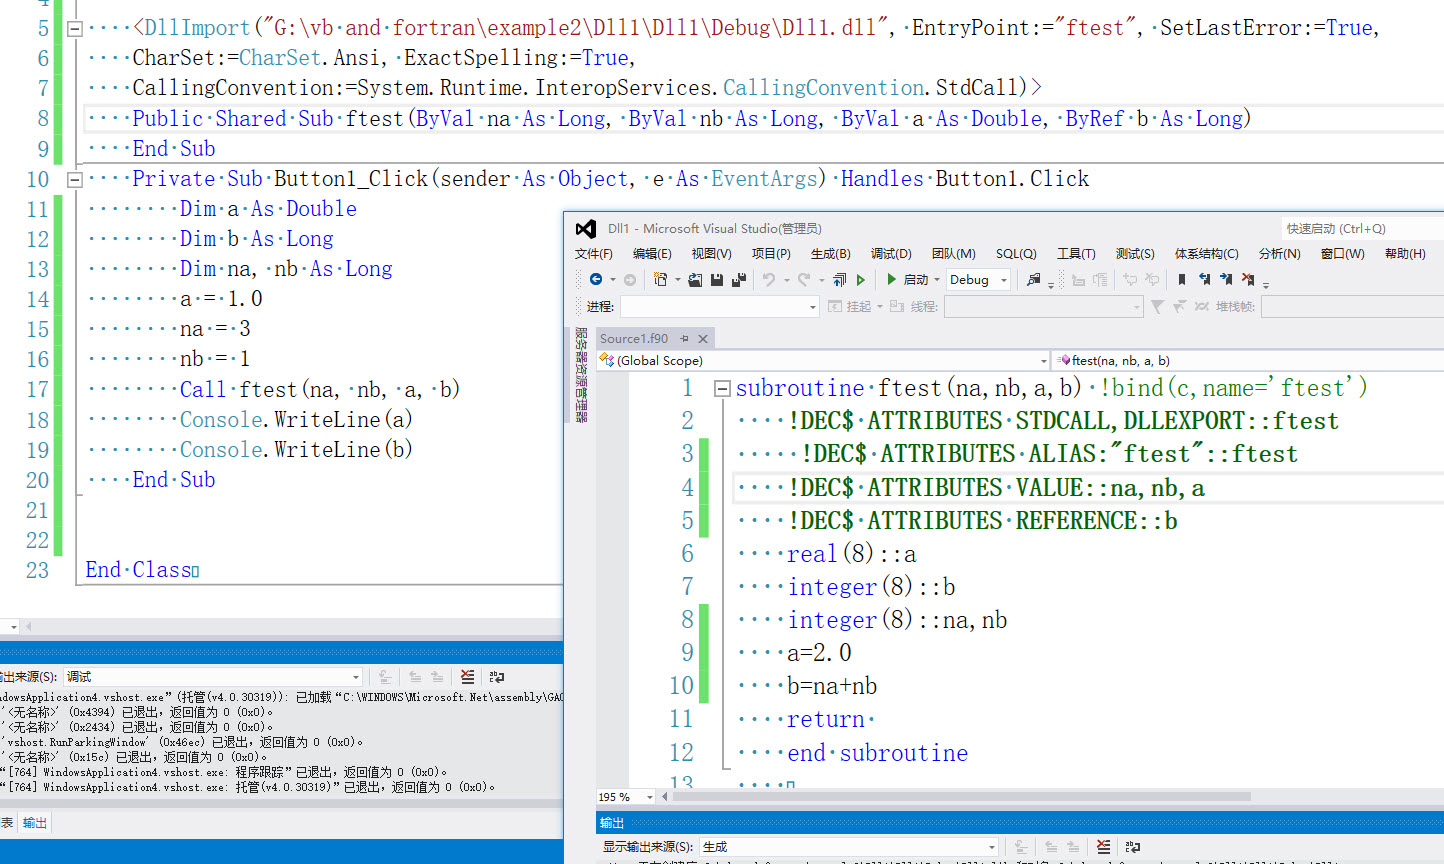 4
5 <DllImport("G:\vb and fortran\example2\Dll1\Dll1\Debug\Dll1.dll", EntryPoint:="ftest", SetLastError:=True,
6 CharSet:=CharSet.Ansi, ExactSpelling:=True,
7 CallingConvention:=System.Runtime.InteropServices.CallingConvention.StdCall)>
8 Public Shared Sub ftest(ByVal na As Long, ByVal nb As Long, ByVal a As Double, ByRef b As Long)
9 End Sub
10 Private Sub Button1_Click(sender As Object, e As EventArgs) Handles Button1.Click
11 Dim a As Double
12 Dim b As Long
13 Dim na, nb As Long
14 a = 1.0
15 na = 3
16 nb = 1
17 Call ftest(na, nb, a, b)
18 Console.WriteLine(a)
19 Console.WriteLine(b)
20 End Sub
21
22
23 End Class
输出来源(S): 调试
ndowsApplication4.vshost.exe”(托管(v4.0.30319)): 已加载“C:\WINDOWS\Microsoft.Net\assembly\GAC
'<无名称>' (0x4394) 已退出，返回值为 0 (0x0)。
'<无名称>' (0x2434) 已退出，返回值为 0 (0x0)。
'vshost.RunParkingWindow' (0x46ec) 已退出，返回值为 0 (0x0)。
'<无名称>' (0x15c) 已退出，返回值为 0 (0x0)。
“[764] WindowsApplication4.vshost.exe: 程序跟踪”已退出，返回值为 0 (0x0)。
“[764] WindowsApplication4.vshost.exe: 托管(v4.0.30319)”已退出，返回值为 0 (0x0)。
表 输出
Dll1 - Microsoft Visual Studio(管理员)
快速启动 (Ctrl+Q)
文件(F) 编辑(E) 视图(V) 项目(P) 生成(B) 调试(D) 团队(M) SQL(Q) 工具(T) 测试(S) 体系结构(C) 分析(N) 窗口(W) 帮助(H)
启动 Debug
进程: 挂起 线程: 堆栈帧:
服务器资源管理器
Source1.f90
(Global Scope) ftest(na, nb, a, b)
1 subroutine ftest(na,nb,a,b) !bind(c,name='ftest')
2 !DEC$ ATTRIBUTES STDCALL,DLLEXPORT::ftest
3 !DEC$ ATTRIBUTES ALIAS:"ftest"::ftest
4 !DEC$ ATTRIBUTES VALUE::na,nb,a
5 !DEC$ ATTRIBUTES REFERENCE::b
6 real(8)::a
7 integer(8)::b
8 integer(8)::na,nb
9 a=2.0
10 b=na+nb
11 return
12 end subroutine
13
195 %
输出
显示输出来源(S): 生成